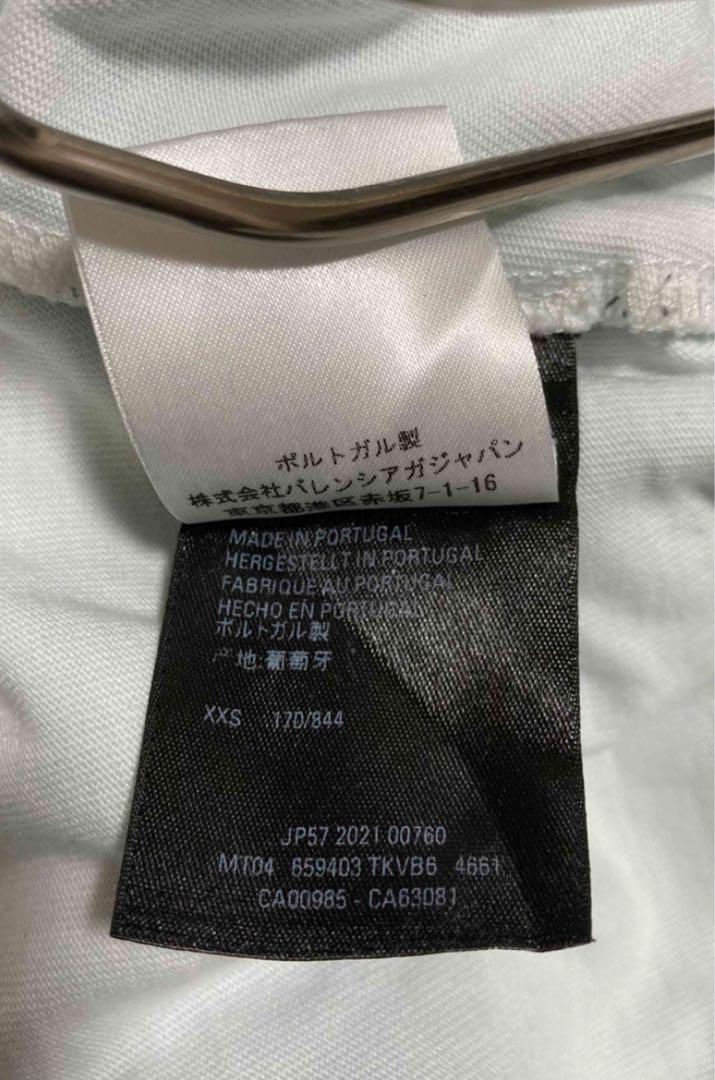 ポルトガル製
株式会社バレンシアガジャパン
東京都港区赤坂7-1-16
MADE IN PORTUGAL
HERGESTELLT IN PORTUGAL
FABRIQUE AU PORTUGAL
HECHO EN PORTUGAL
ポルトガル製
产地:葡萄牙
XXS 170/844
JP57 2021 00760
MT04 659403 TKVB6 4661
CA00985 - CA63081